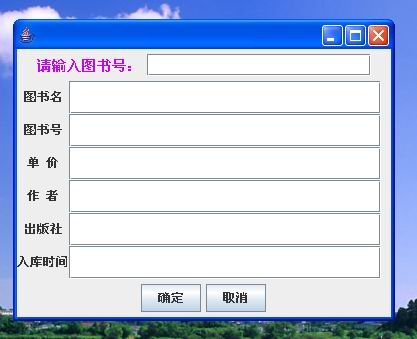 请输入图书号：
图书名
图书号
单 价
作 者
出版社
入库时间
确定 取消